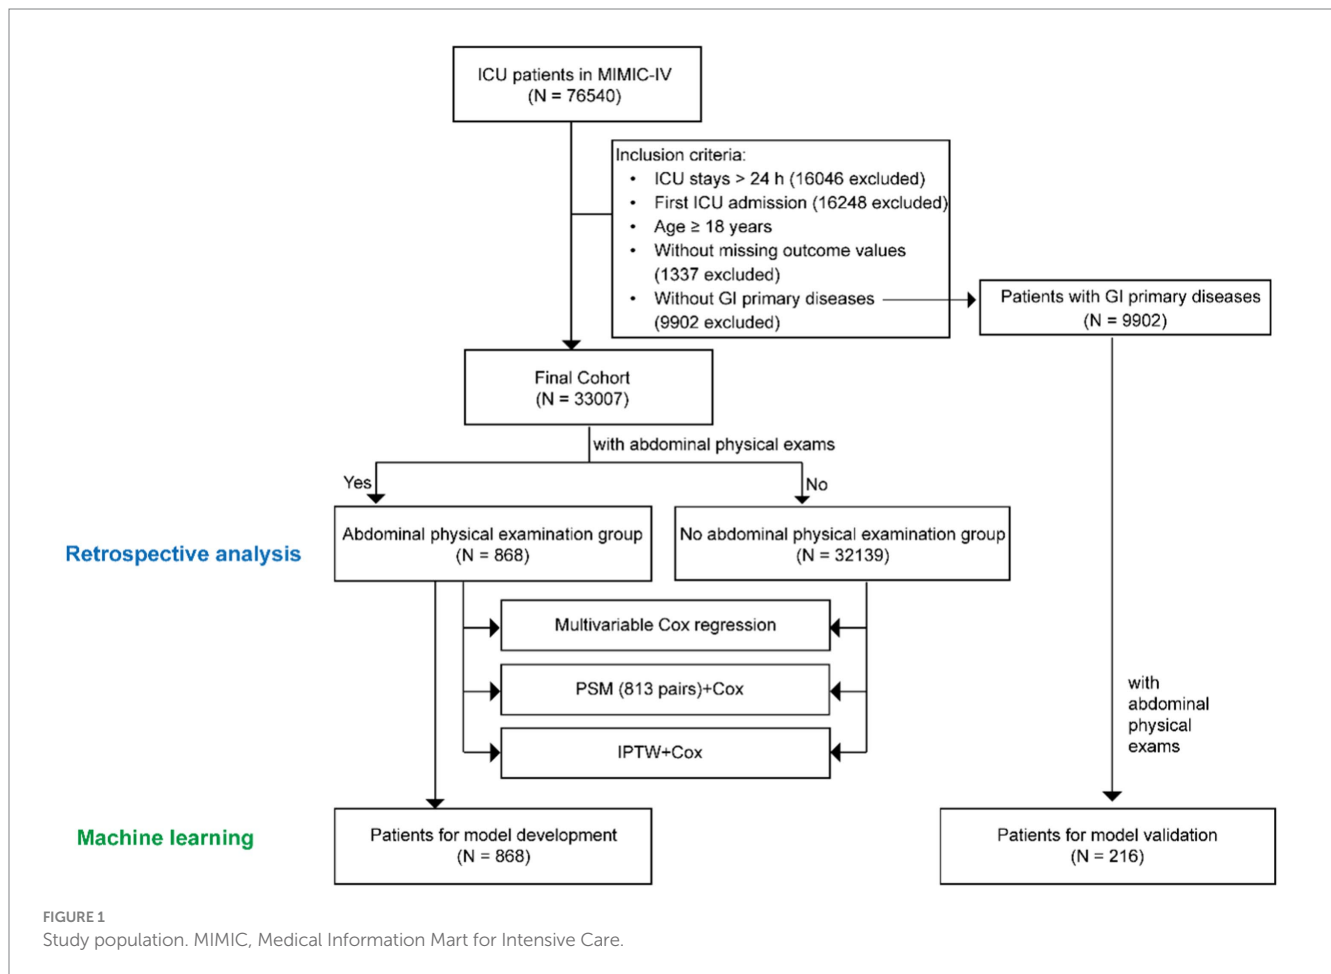 ICU patients in MIMIC-IV
(N = 76540)
Inclusion criteria:
• ICU stays > 24 h (16046 excluded)
• First ICU admission (16248 excluded)
• Age ≥ 18 years
• Without missing outcome values
(1337 excluded)
• Without GI primary diseases
(9902 excluded)
Patients with GI primary diseases
(N = 9902)
Final Cohort
(N = 33007)
with abdominal physical exams
Yes
No
Abdominal physical examination group
(N = 868)
No abdominal physical examination group
(N = 32139)
Retrospective analysis
Multivariable Cox regression
PSM (813 pairs)+Cox
IPTW+Cox
with
abdominal
physical
exams
Machine learning
Patients for model development
(N = 868)
Patients for model validation
(N = 216)
FIGURE 1
Study population. MIMIC, Medical Information Mart for Intensive Care.